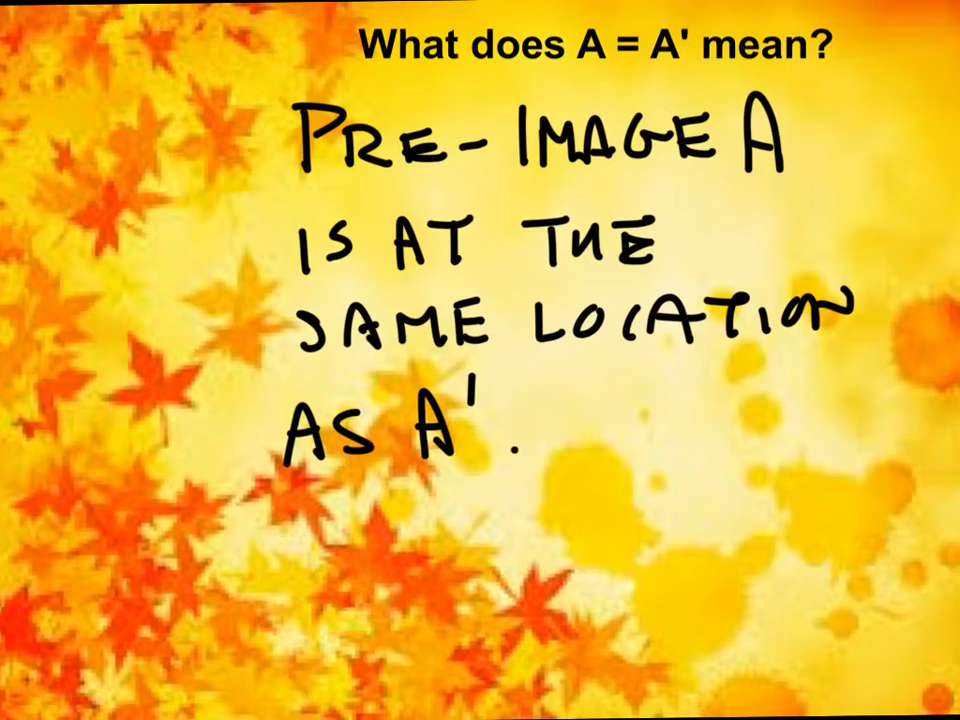 What does A = A' mean?
PRE-IMAGE A
IS AT THE
SAME LOCATION
AS A'.